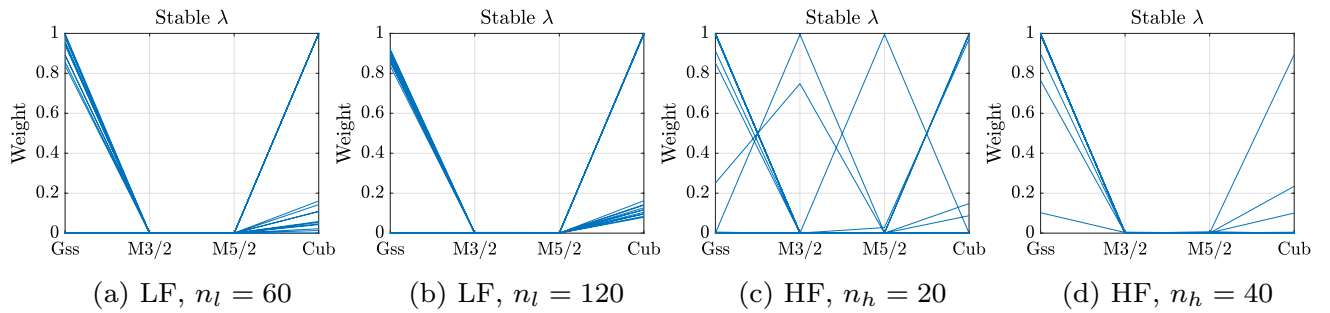 Stable λ
Stable λ
Stable λ
Stable λ
Weight
1
0.8
0.6
0.4
0.2
0
Gss M3/2 M5/2 Cub
Weight
1
0.8
0.6
0.4
0.2
0
Gss M3/2 M5/2 Cub
Weight
1
0.8
0.6
0.4
0.2
0
Gss M3/2 M5/2 Cub
Weight
1
0.8
0.6
0.4
0.2
0
Gss M3/2 M5/2 Cub
(a) LF, n_l = 60
(b) LF, n_l = 120
(c) HF, n_h = 20
(d) HF, n_h = 40